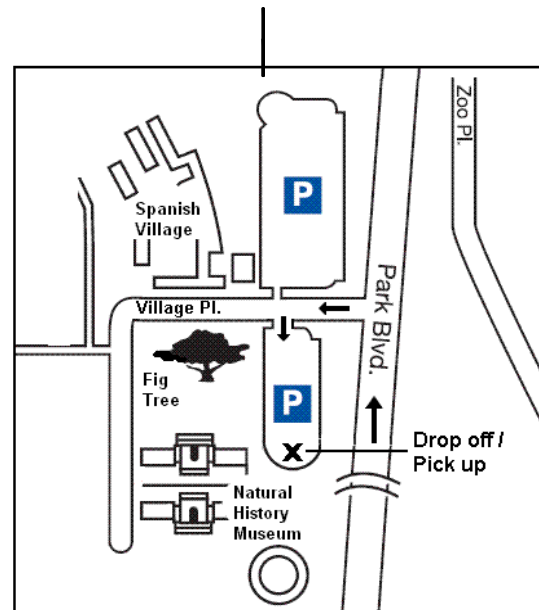 Zoo Pl.
P
Spanish
Village
Park Blvd.
Village Pl.
Fig
Tree
P
X
Drop off /
Pick up
Natural
History
Museum